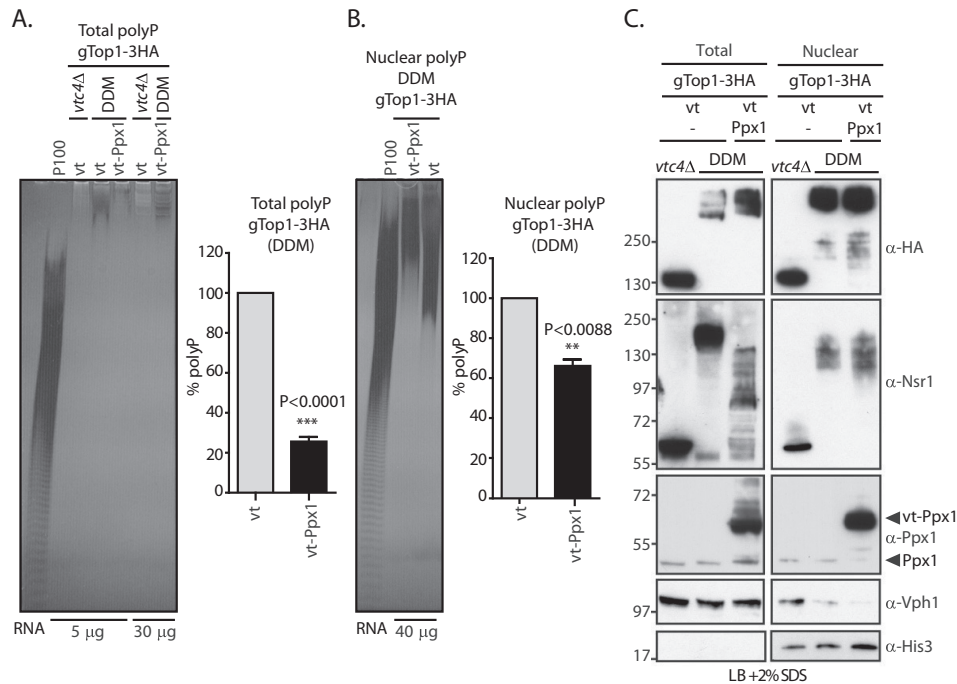 A.
Total polyP
gTop1-3HA
vtc4Δ
DDM
vtc4Δ
DDM
P100
vt
vt
vt-Ppx1
vt
vt-Ppx1
RNA
5 µg
30 µg
Total polyP
gTop1-3HA
(DDM)
% polyP
120
100
80
60
40
20
0
P<0.0001
***
vt
vt-Ppx1
B.
Nuclear polyP
DDM
gTop1-3HA
P100
vt-Ppx1
vt
RNA
40 µg
Nuclear polyP
gTop1-3HA
(DDM)
% polyP
120
100
80
60
40
20
0
P<0.0088
**
vt
vt-Ppx1
C.
Total
Nuclear
gTop1-3HA
gTop1-3HA
vt
vt
vt
vt
-
Ppx1
-
Ppx1
vtc4Δ
DDM
vtc4Δ
DDM
250
130
α-HA
250
130
97
72
55
α-Nsr1
72
55
vt-Ppx1
α-Ppx1
Ppx1
97
α-Vph1
17
α-His3
LB +2% SDS